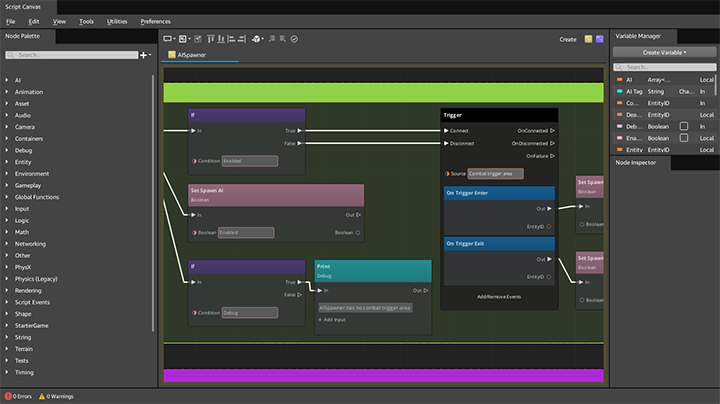 Script Canvas
File Edit View Tools Utilities Preferences
Node Palette
Search...
AI
Animation
Asset
Audio
Camera
Containers
Debug
Entity
Environment
Gameplay
Global Functions
Input
Logic
Math
Networking
Other
PhysX
Physics (Legacy)
Rendering
Script Events
Shape
StarterGame
String
Terrain
Tests
Timing
Create
AISpawner
If
In True
False
Condition Enabled
Set Spawn AI
Boolean
In Out
Boolean Enabled Boolean
If
In True
False
Condition Debug
Print
Debug
In Out
AISpawner has no combat trigger area
+ Add Input
Trigger
Connect OnConnected
Disconnect OnDisconnected
OnFailure
Source Combat trigger area
On Trigger Enter
Out
EntityID
On Trigger Exit
Out
EntityID
Add/Remove Events
Set Spawn
Boolean
In
Boolean
Set Spawn
Boolean
In
Boolean
Variable Manager
Create Variable
Search...
AI Array<... Local
AI Tag String Cha... In
Co... EntityID In
Dea... EntityID Local
Deb... Boolean In
Ena... Boolean Local
Entity EntityID Local
Node Inspector
0 Errors 0 Warnings